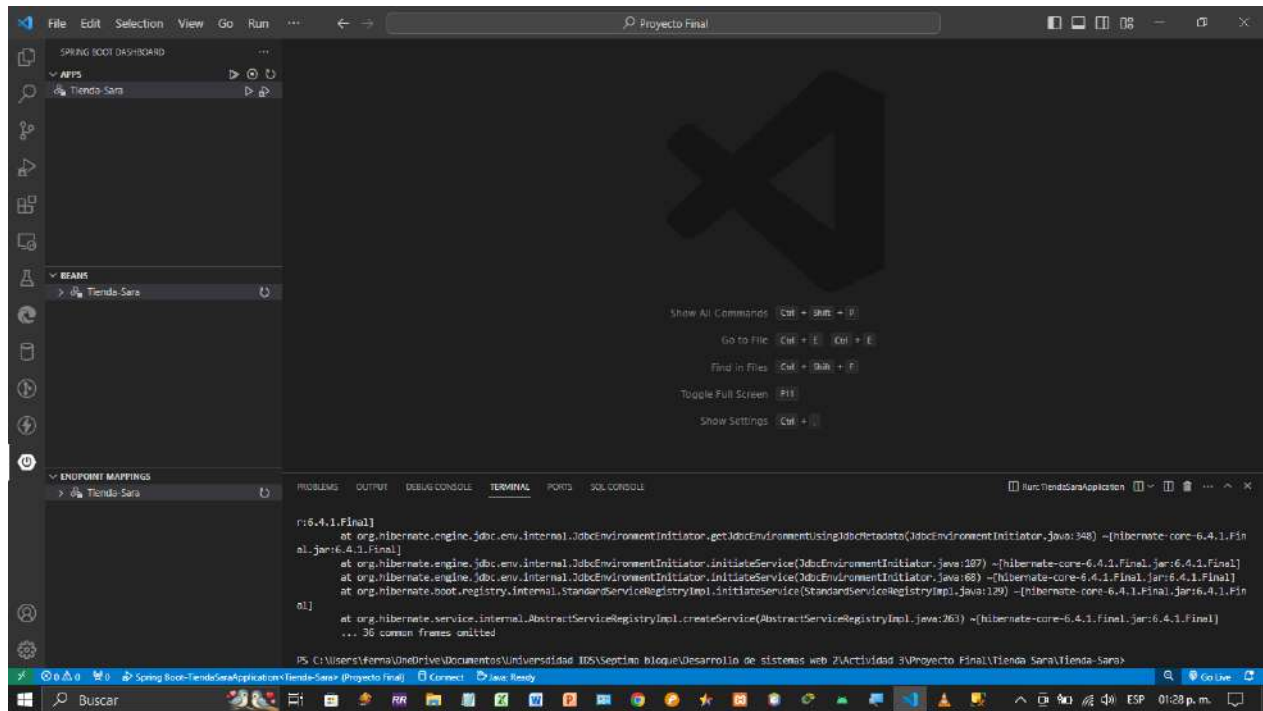 File Edit Selection View Go Run ... Proyecto Final
SPRING BOOT DASHBOARD ...
APPS
Tienda-Sara
BEANS
Tienda-Sara
Show All Commands Ctrl + Shift + P
Go to File Ctrl + E Ctrl + E
Find in Files Ctrl + Shift + F
Toggle Full Screen F11
Show Settings Ctrl + ,
ENDPOINT MAPPINGS
Tienda-Sara
PROBLEMS OUTPUT DEBUG CONSOLE TERMINAL PORTS SQL CONSOLE Run: TiendaSaraApplication
r:6.4.1.Final]
at org.hibernate.engine.jdbc.env.internal.JdbcEnvironmentInitiator.getJdbcEnvironmentUsingJdbcMetadata(JdbcEnvironmentInitiator.java:348) ~[hibernate-core-6.4.1.Fin
al.jar:6.4.1.Final]
at org.hibernate.engine.jdbc.env.internal.JdbcEnvironmentInitiator.initiateService(JdbcEnvironmentInitiator.java:107) ~[hibernate-core-6.4.1.Final.jar:6.4.1.Final]
at org.hibernate.engine.jdbc.env.internal.JdbcEnvironmentInitiator.initiateService(JdbcEnvironmentInitiator.java:68) ~[hibernate-core-6.4.1.Final.jar:6.4.1.Final]
at org.hibernate.boot.registry.internal.StandardServiceRegistryImpl.initiateService(StandardServiceRegistryImpl.java:129) ~[hibernate-core-6.4.1.Final.jar:6.4.1.Fin
al]
at org.hibernate.service.internal.AbstractServiceRegistryImpl.createService(AbstractServiceRegistryImpl.java:263) ~[hibernate-core-6.4.1.Final.jar:6.4.1.Final]
... 36 common frames omitted
PS C:\Users\ferna\OneDrive\Documentos\Universdidad IDS\Septimo bloque\Desarrollo de sistemas web 2\Actividad 3\Proyecto Final\Tienda Sara\Tienda-Sara>
0 0 0 Spring Boot-TiendaSaraApplication<Tienda-Sara> (Proyecto Final) Connect Java: Ready Go Live
Buscar ESP 01:28 p. m.